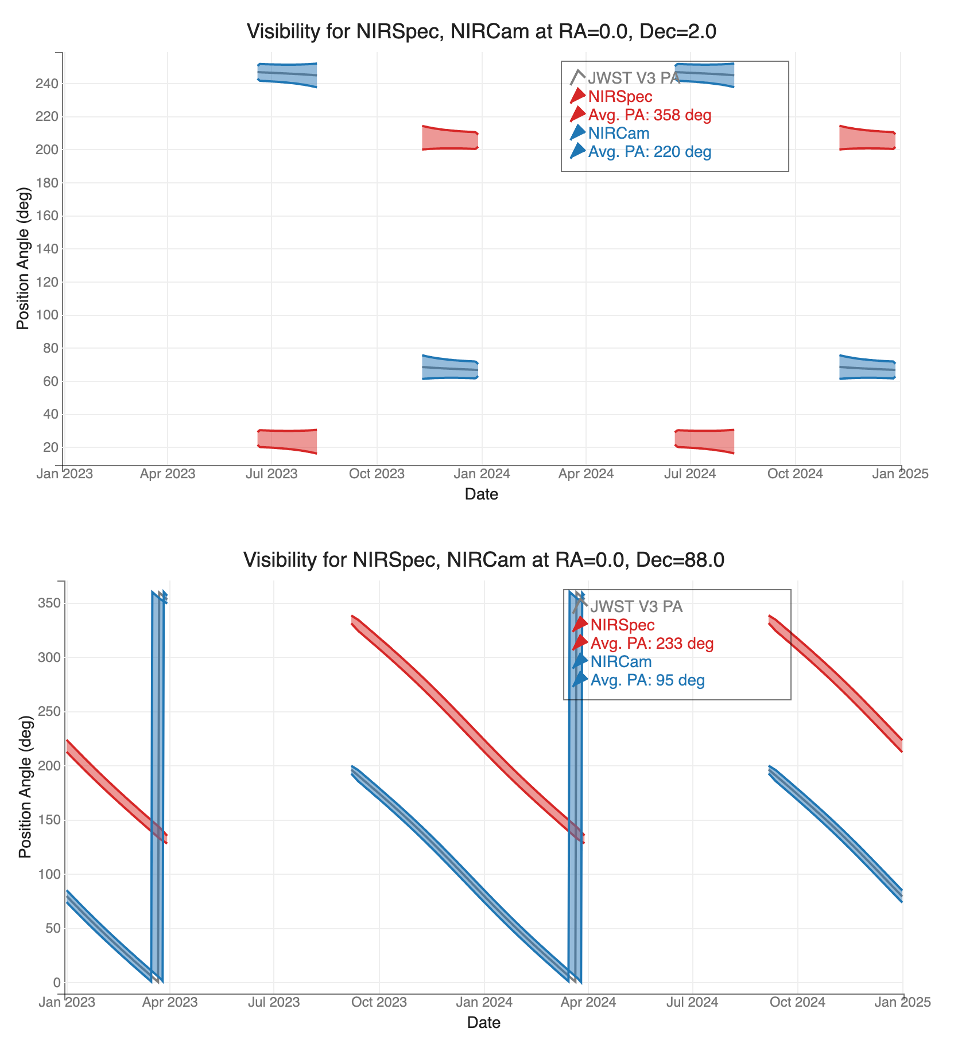 Visibility for NIRSpec, NIRCam at RA=0.0, Dec=2.0
240
220
200
180
160
140
120
100
80
60
40
20
Position Angle (deg)
JWST V3 PA
NIRSpec
Avg. PA: 358 deg
NIRCam
Avg. PA: 220 deg
Jan 2023 Apr 2023 Jul 2023 Oct 2023 Jan 2024 Apr 2024 Jul 2024 Oct 2024 Jan 2025
Date
Visibility for NIRSpec, NIRCam at RA=0.0, Dec=88.0
350
300
250
200
150
100
50
0
Position Angle (deg)
JWST V3 PA
NIRSpec
Avg. PA: 233 deg
NIRCam
Avg. PA: 95 deg
Jan 2023 Apr 2023 Jul 2023 Oct 2023 Jan 2024 Apr 2024 Jul 2024 Oct 2024 Jan 2025
Date